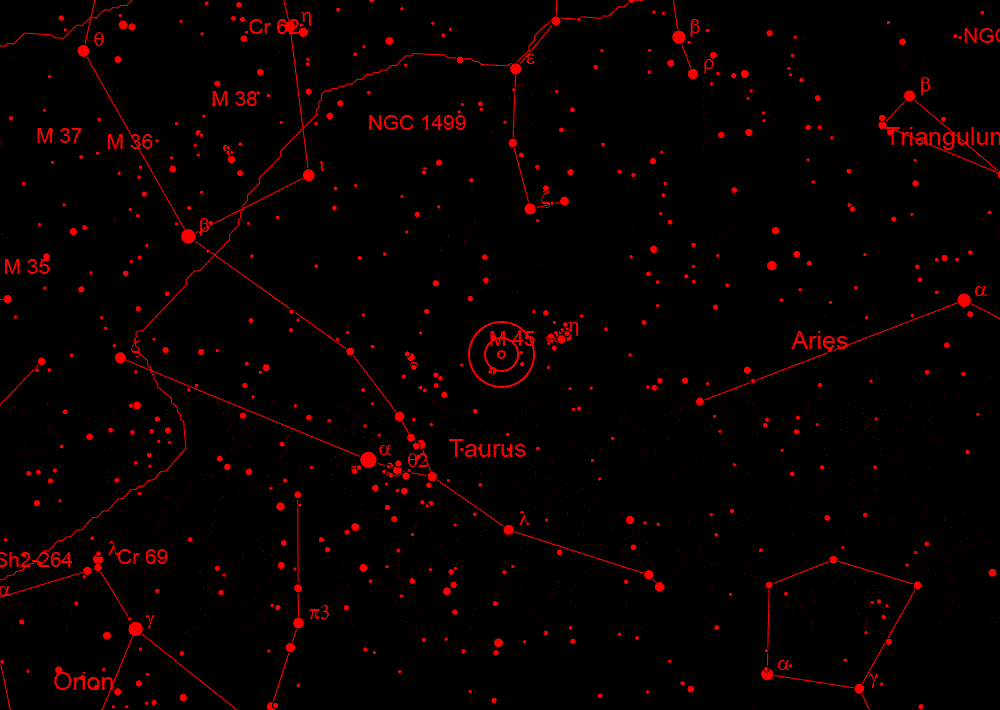 Cr 62 η
β
θ
NGC
ε
ρ
β
M 38
NGC 1499
M 37
M 36
Triangulum
ι
ξ
β
M 35
α
η
M 45
Aries
ξ
α
θ2
Taurus
λ
λ
Cr 69
Sh2-264
α
π3
γ
α
γ
Orion